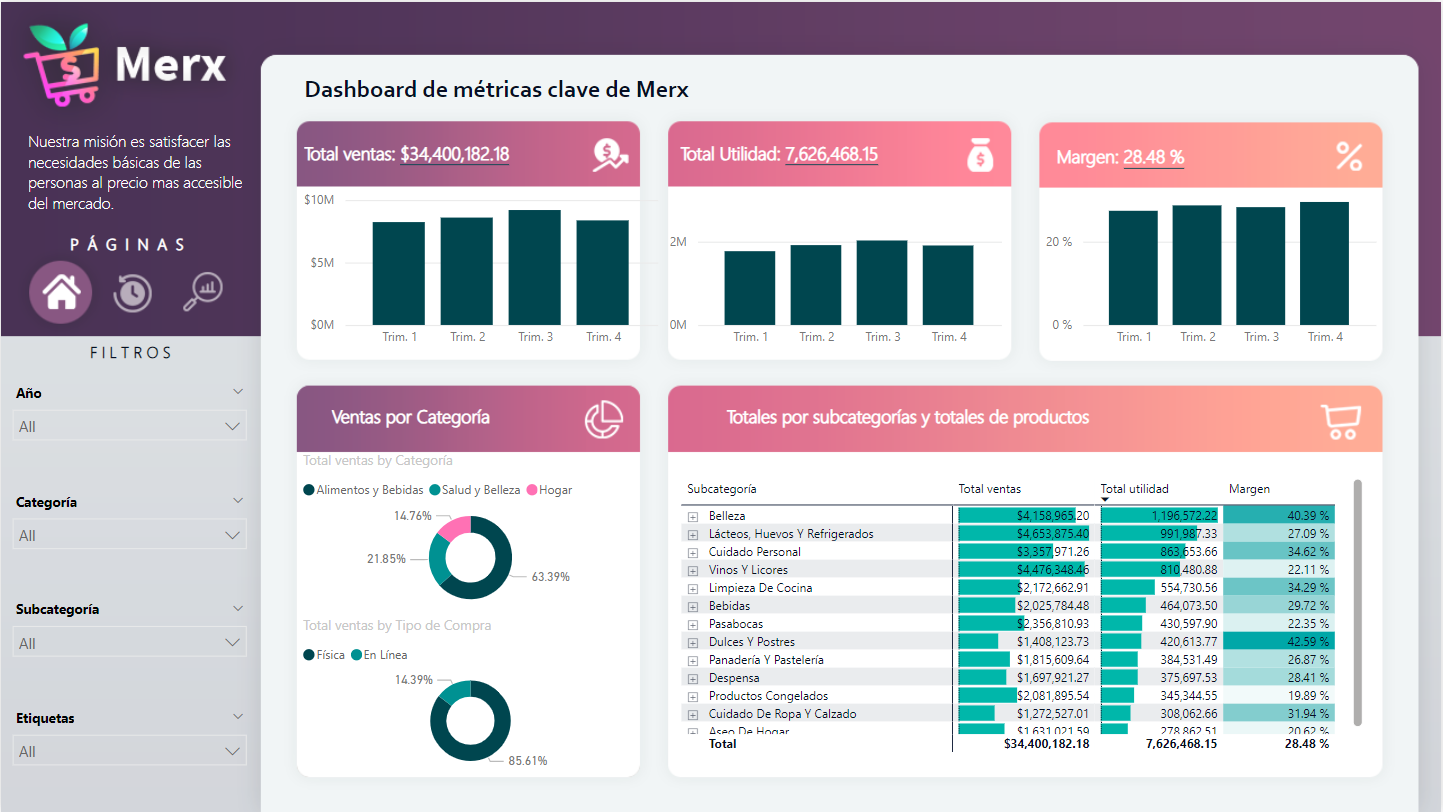 Merx
Nuestra misión es satisfacer las
necesidades básicas de las
personas al precio mas accesible
del mercado.
PÁGINAS
FILTROS
Año
All
Categoría
All
Subcategoría
All
Etiquetas
All
Dashboard de métricas clave de Merx
Total ventas: $34,400,182.18
$10M
$5M
$0M
Trim. 1 Trim. 2 Trim. 3 Trim. 4
Total Utilidad: 7,626,468.15
2M
0M
Trim. 1 Trim. 2 Trim. 3 Trim. 4
Margen: 28.48 %
20 %
0 %
Trim. 1 Trim. 2 Trim. 3 Trim. 4
Ventas por Categoría
Total ventas by Categoría
Alimentos y Bebidas Salud y Belleza Hogar
14.76%
21.85%
63.39%
Total ventas by Tipo de Compra
Física En Línea
14.39%
85.61%
Totales por subcategorías y totales de productos
Subcategoría Total ventas Total utilidad Margen
Belleza $4,158,965.20 1,196,572.22 40.39 %
Lácteos, Huevos Y Refrigerados $4,653,875.40 991,987.33 27.09 %
Cuidado Personal $3,357,971.26 863,653.66 34.62 %
Vinos Y Licores $4,476,348.46 810,480.88 22.11 %
Limpieza De Cocina $2,172,662.91 554,730.56 34.29 %
Bebidas $2,025,784.48 464,073.50 29.72 %
Pasabocas $2,356,810.93 430,597.90 22.35 %
Dulces Y Postres $1,408,123.73 420,613.77 42.59 %
Panadería Y Pastelería $1,815,609.64 384,531.49 26.87 %
Despensa $1,697,921.27 375,697.53 28.41 %
Productos Congelados $2,081,895.54 345,344.55 19.89 %
Cuidado De Ropa Y Calzado $1,272,527.01 308,062.66 31.94 %
Aseo De Hogar $1,631,021.59 278,862.51 20.62 %
Total $34,400,182.18 7,626,468.15 28.48 %